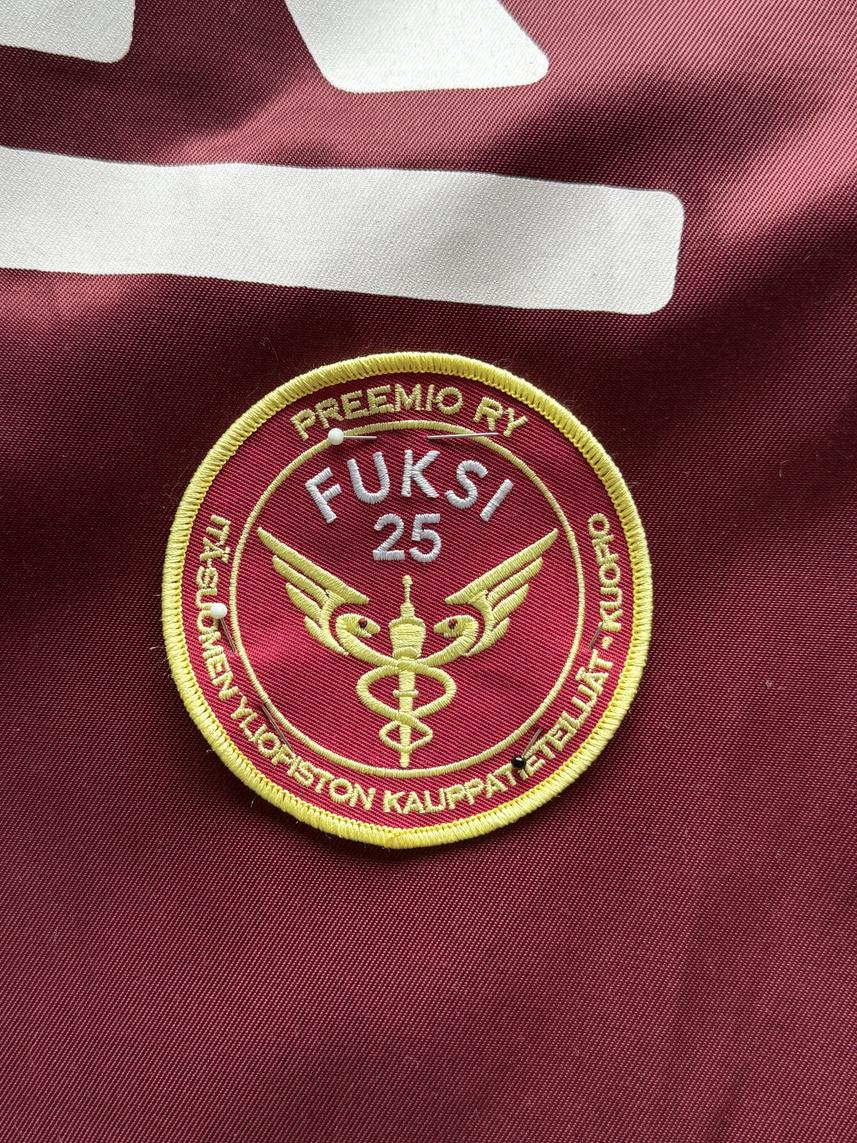 PREEMIO RY
FUKSI
25
ITÄ-SUOMEN YLIOPISTON KAUPPATIETEILIJÄT - KUOPIO